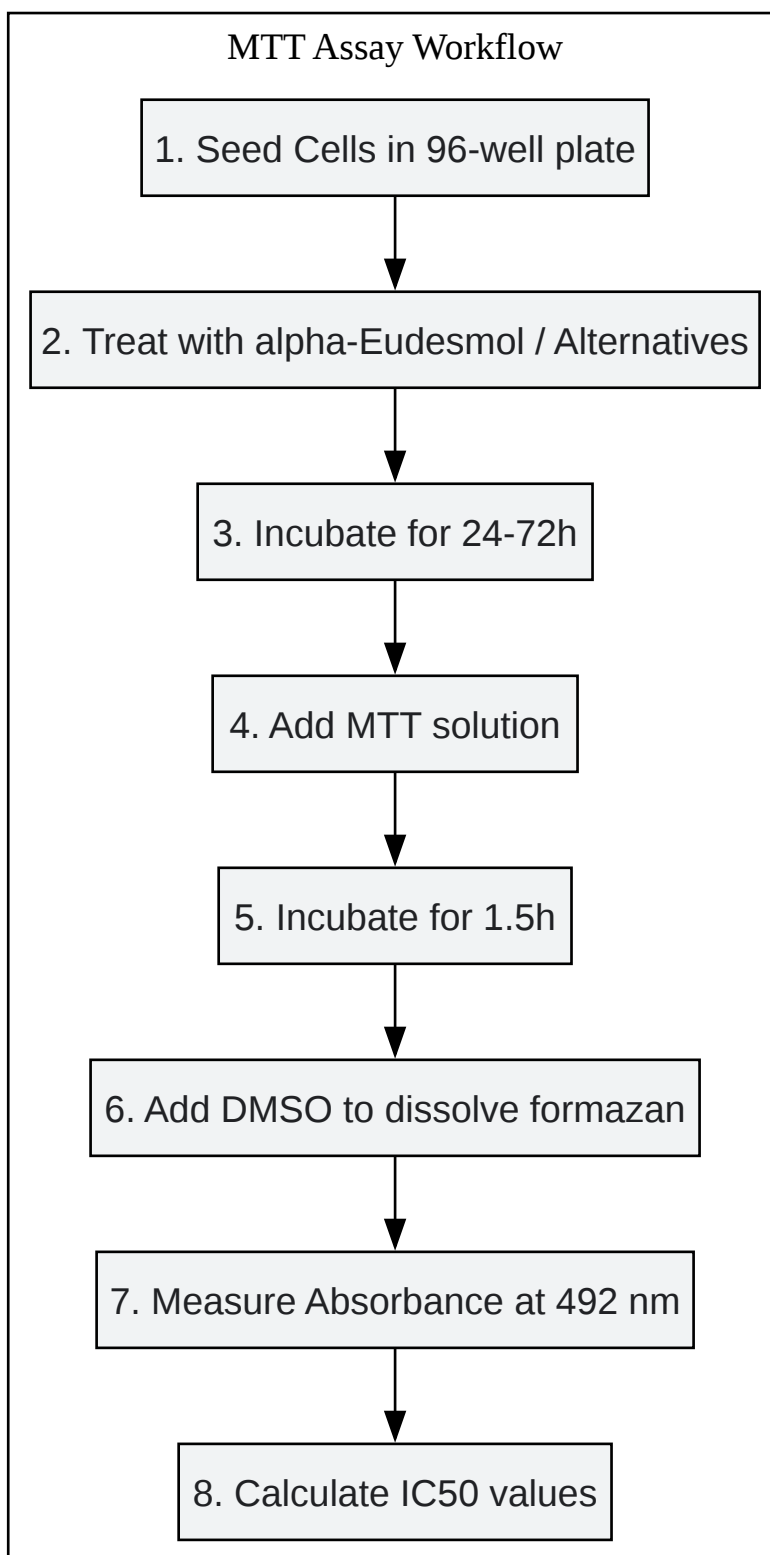 MTT Assay Workflow
1. Seed Cells in 96-well plate
2. Treat with alpha-Eudesmol / Alternatives
3. Incubate for 24-72h
4. Add MTT solution
5. Incubate for 1.5h
6. Add DMSO to dissolve formazan
7. Measure Absorbance at 492 nm
8. Calculate IC50 values